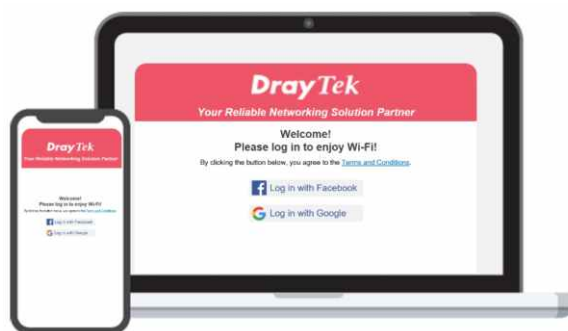 DrayTek
Your Reliable Networking Solution Partner
Welcome!
Please log in to enjoy Wi-Fi!
By clicking the button below, you agree to the Terms and Conditions.
Log in with Facebook
Log in with Google
DrayTek
Your Reliable Networking Solution Partner
Welcome!
Please log in to enjoy Wi-Fi!
Log in with Facebook
Log in with Google